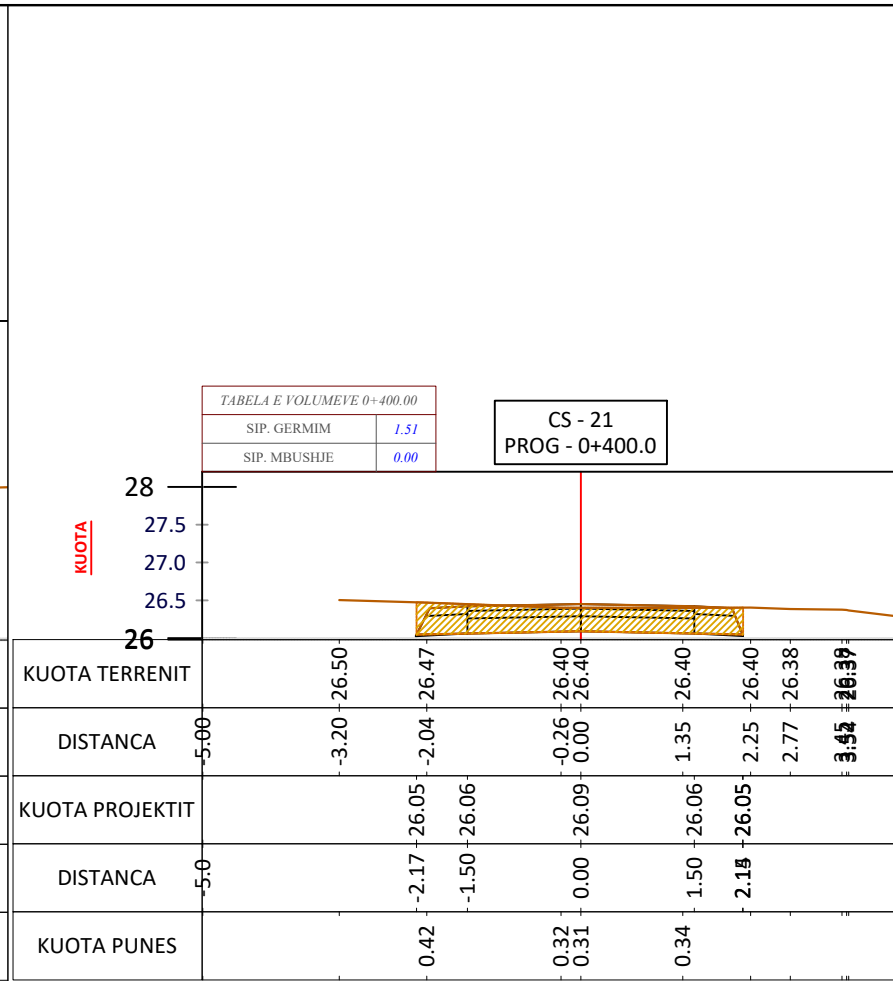 TABELA E VOLUMEVE 0+400.00
SIP. GERMIM 1.51
SIP. MBUSHJE 0.00
CS - 21
PROG - 0+400.0
KUOTA
28
27.5
27.0
26.5
26
KUOTA TERRENIT 26.50 26.47 26.40 26.40 26.40 26.40 26.38
DISTANCA -5.00 -3.20 -2.04 -0.26 0.00 1.35 2.25 2.77
KUOTA PROJEKTIT 26.05 26.06 26.09 26.06 26.05
DISTANCA -5.0 -2.17 -1.50 0.00 1.50
KUOTA PUNES 0.42 0.32 0.31 0.34